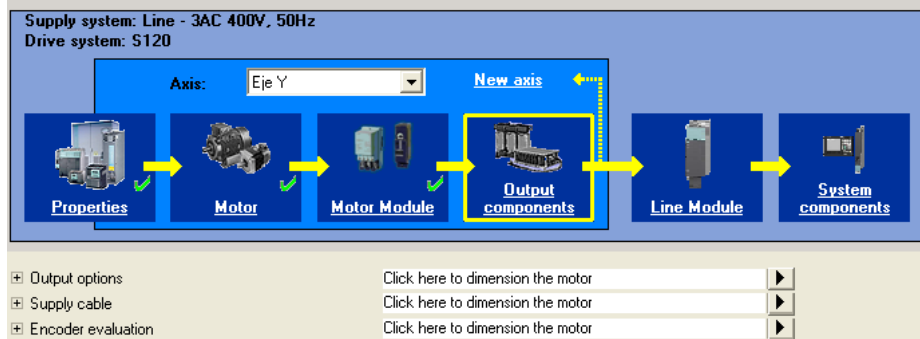 Supply system: Line - 3AC 400V, 50Hz
Drive system: S120
Axis: Eje Y New axis
Properties Motor Motor Module Output components Line Module System components
Output options Click here to dimension the motor
Supply cable Click here to dimension the motor
Encoder evaluation Click here to dimension the motor